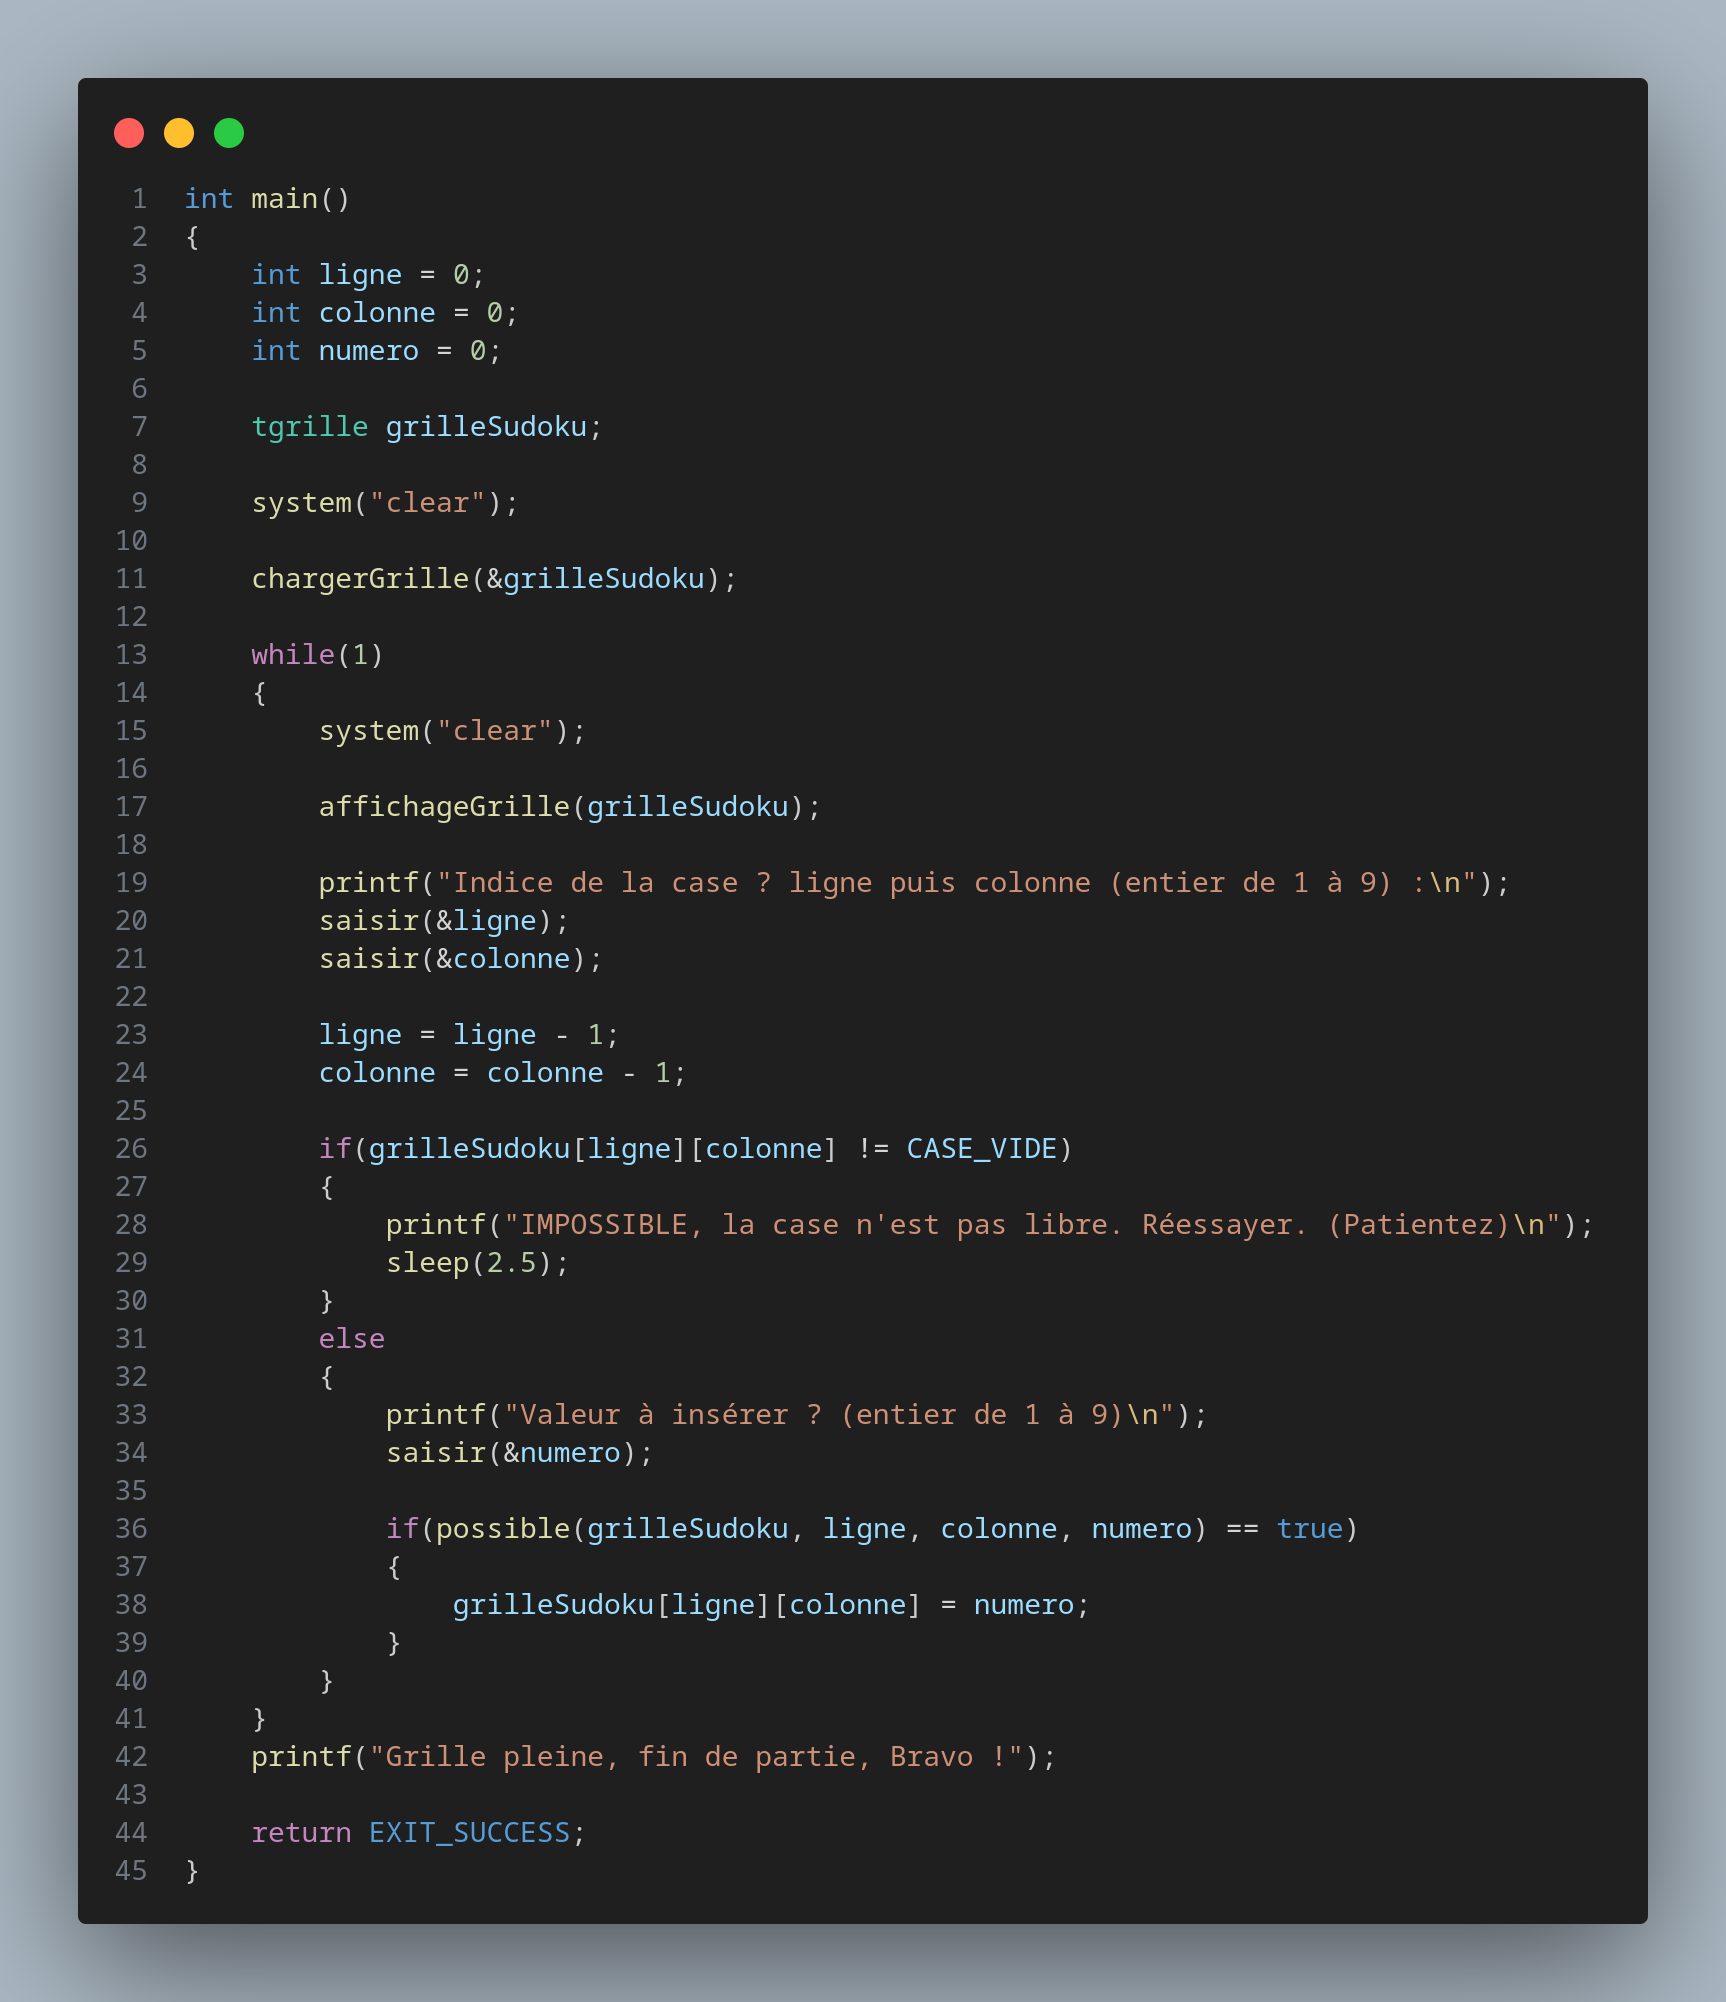 1 int main()
2 {
3     int ligne = 0;
4     int colonne = 0;
5     int numero = 0;
6
7     tgrille grilleSudoku;
8
9     system("clear");
10
11     chargerGrille(&grilleSudoku);
12
13     while(1)
14     {
15         system("clear");
16
17         affichageGrille(grilleSudoku);
18
19         printf("Indice de la case ? ligne puis colonne (entier de 1 à 9) :\n");
20         saisir(&ligne);
21         saisir(&colonne);
22
23         ligne = ligne - 1;
24         colonne = colonne - 1;
25
26         if(grilleSudoku[ligne][colonne] != CASE_VIDE)
27         {
28             printf("IMPOSSIBLE, la case n'est pas libre. Réessayer. (Patientez)\n");
29             sleep(2.5);
30         }
31         else
32         {
33             printf("Valeur à insérer ? (entier de 1 à 9)\n");
34             saisir(&numero);
35
36             if(possible(grilleSudoku, ligne, colonne, numero) == true)
37             {
38                 grilleSudoku[ligne][colonne] = numero;
39             }
40         }
41     }
42     printf("Grille pleine, fin de partie, Bravo !");
43
44     return EXIT_SUCCESS;
45 }